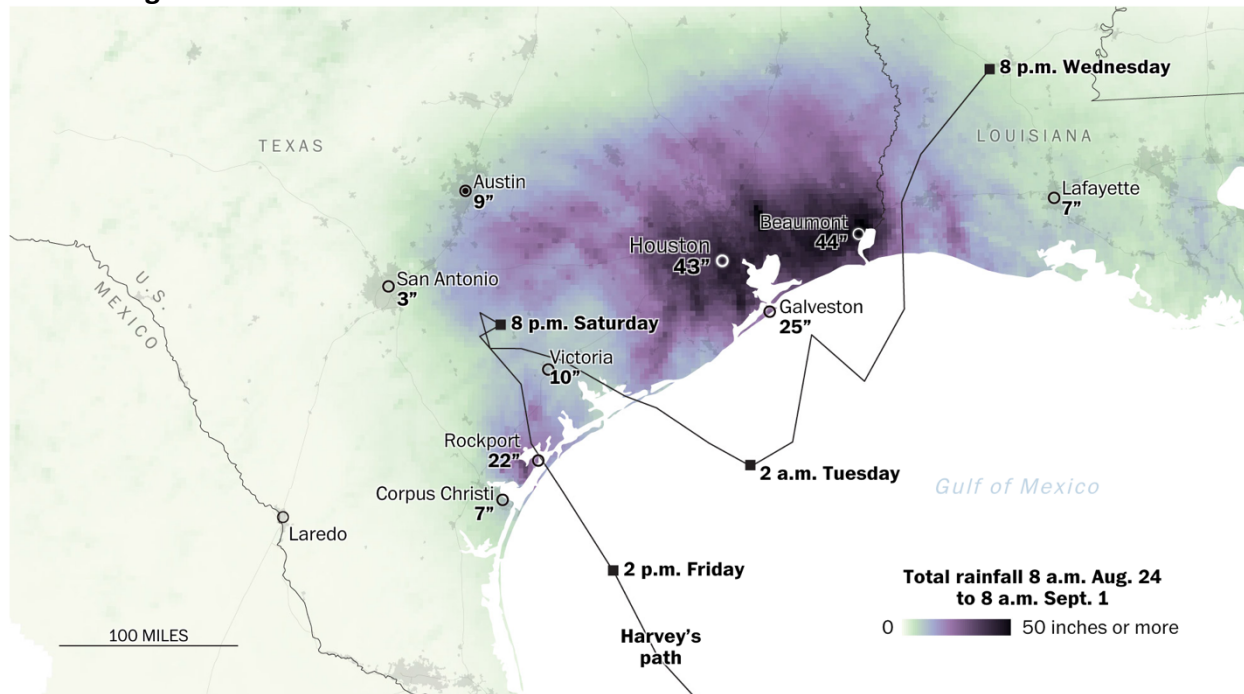 8 p.m. Wednesday
LOUISIANA
TEXAS
Austin
9”
Lafayette
7”
Beaumont
44”
Houston
43”
San Antonio
3”
U.S.
MEXICO
Galveston
25”
8 p.m. Saturday
Victoria
10”
Rockport
22”
2 a.m. Tuesday
Gulf of Mexico
Corpus Christi
7”
Laredo
2 p.m. Friday
Total rainfall 8 a.m. Aug. 24
to 8 a.m. Sept. 1
0 50 inches or more
100 MILES
Harvey’s
path